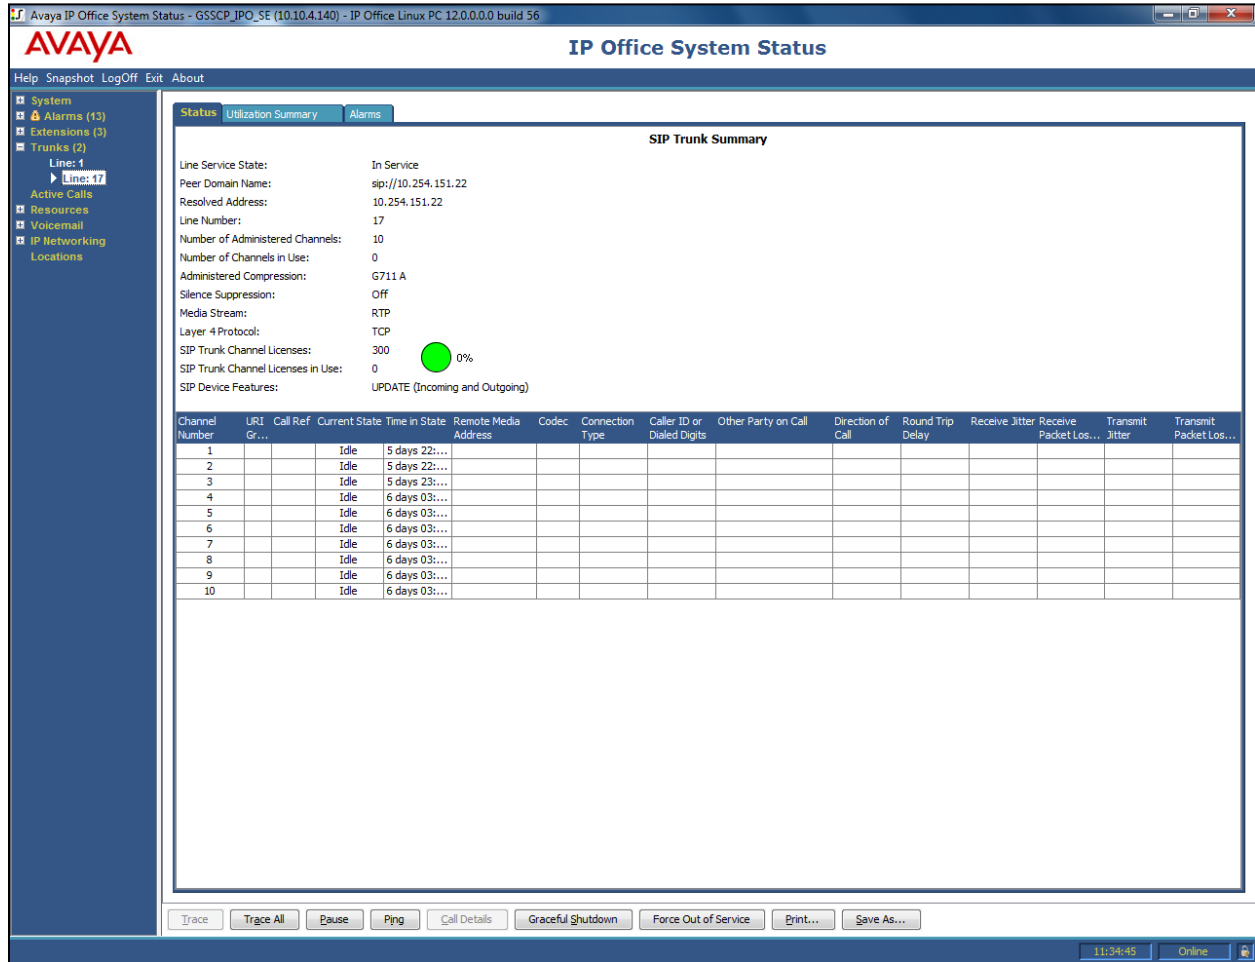 Avaya IP Office System Status - GSSCP_IPO_SE (10.10.4.140) - IP Office Linux PC 12.0.0.0.0 build 56
AVAYA
IP Office System Status
Help Snapshot LogOff Exit About
System
Alarms (13)
Extensions (3)
Trunks (2)
Line: 1
Line: 17
Active Calls
Resources
Voicemail
IP Networking
Locations
Status Utilization Summary Alarms
SIP Trunk Summary
Line Service State: In Service
Peer Domain Name: sip://10.254.151.22
Resolved Address: 10.254.151.22
Line Number: 17
Number of Administered Channels: 10
Number of Channels in Use: 0
Administered Compression: G711 A
Silence Suppression: Off
Media Stream: RTP
Layer 4 Protocol: TCP
SIP Trunk Channel Licenses: 300
0%
SIP Trunk Channel Licenses in Use: 0
SIP Device Features: UPDATE (Incoming and Outgoing)
Channel Number URI Gr... Call Ref Current State Time in State Remote Media Address Codec Connection Type Caller ID or Dialed Digits Other Party on Call Direction of Call Round Trip Delay Receive Jitter Receive Packet Los... Transmit Jitter Transmit Packet Los...
1 Idle 5 days 22:...
2 Idle 5 days 22:...
3 Idle 5 days 23:...
4 Idle 6 days 03:...
5 Idle 6 days 03:...
6 Idle 6 days 03:...
7 Idle 6 days 03:...
8 Idle 6 days 03:...
9 Idle 6 days 03:...
10 Idle 6 days 03:...
Trace Trace All Pause Ping Call Details Graceful Shutdown Force Out of Service Print... Save As...
11:34:45 Online